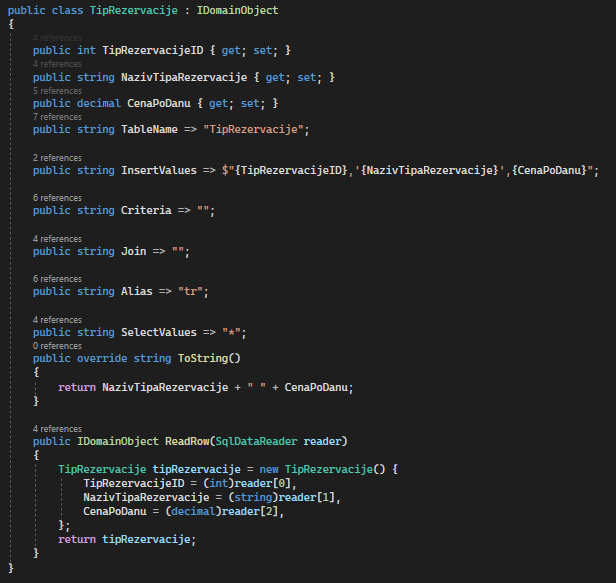 public class TipRezervacije : IDomainObject
{
4 references
public int TipRezervacijeID { get; set; }
4 references
public string NazivTipaRezervacije { get; set; }
5 references
public decimal CenaPoDanu { get; set; }
7 references
public string TableName => "TipRezervacije";
2 references
public string InsertValues => $"{TipRezervacijeID},'{NazivTipaRezervacije}',{CenaPoDanu}";
6 references
public string Criteria => "";
4 references
public string Join => "";
6 references
public string Alias => "tr";
4 references
public string SelectValues => "*";
0 references
public override string ToString()
{
return NazivTipaRezervacije + " " + CenaPoDanu;
}
4 references
public IDomainObject ReadRow(SqlDataReader reader)
{
TipRezervacije tipRezervacije = new TipRezervacije() {
TipRezervacijeID = (int)reader[0],
NazivTipaRezervacije = (string)reader[1],
CenaPoDanu = (decimal)reader[2],
};
return tipRezervacije;
}
}